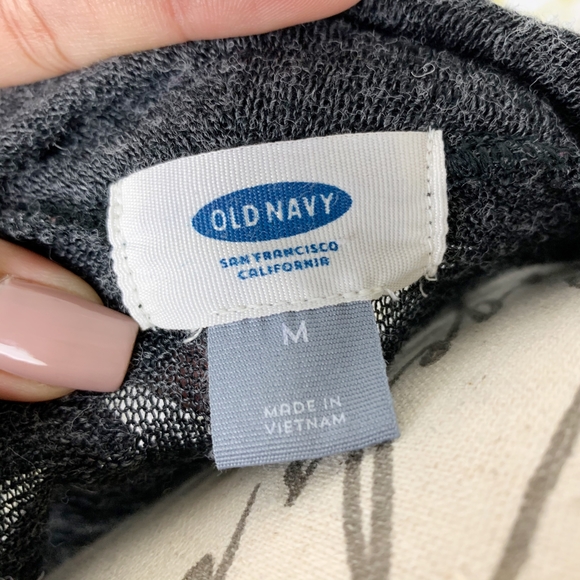 OLD NAVY
SAN FRANCISCO
CALIFORNIA
M
MADE IN
VIETNAM